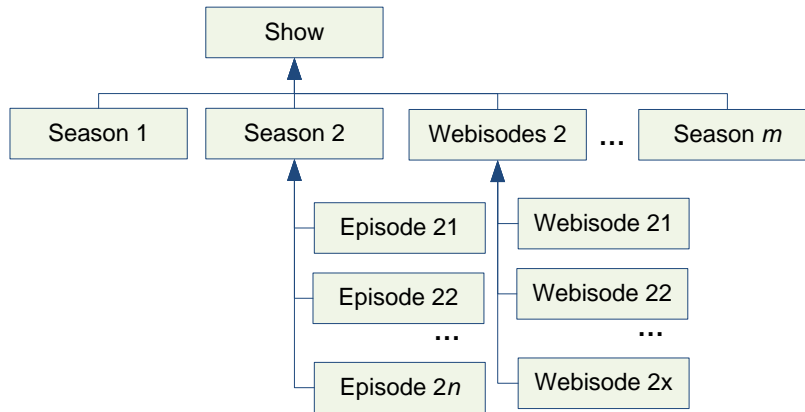 Show
Season 1
Season 2
Webisodes 2
...
Season m
Episode 21
Webisode 21
Episode 22
Webisode 22
...
...
Episode 2n
Webisode 2x